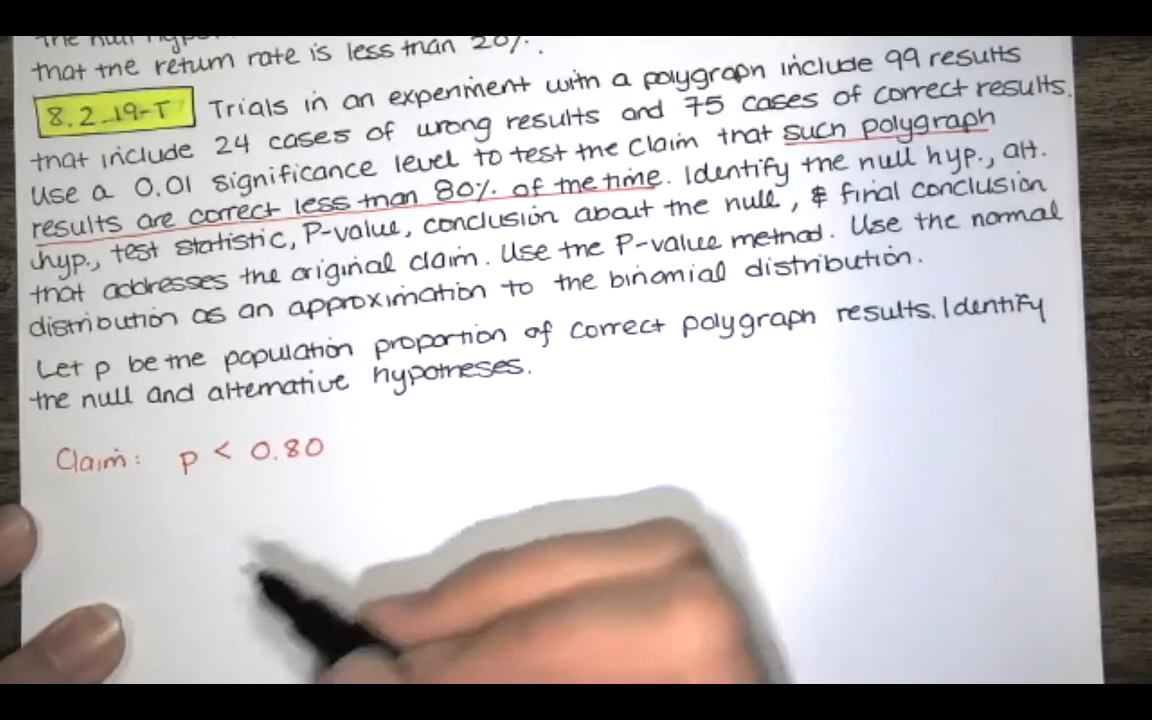 that the return rate is less than 20%.
8.2.19-T Trials in an experiment with a polygraph include 99 results
that include 24 cases of wrong results and 75 cases of correct results.
Use a 0.01 significance level to test the claim that such polygraph
results are correct less than 80% of the time. Identify the null hyp., alt.
hyp., test statistic, P-value, conclusion about the null, & final conclusion
that addresses the original claim. Use the P-value method. Use the normal
distribution as an approximation to the binomial distribution.
Let p be the population proportion of correct polygraph results. Identify
the null and alternative hypotheses.
Claim: p < 0.80